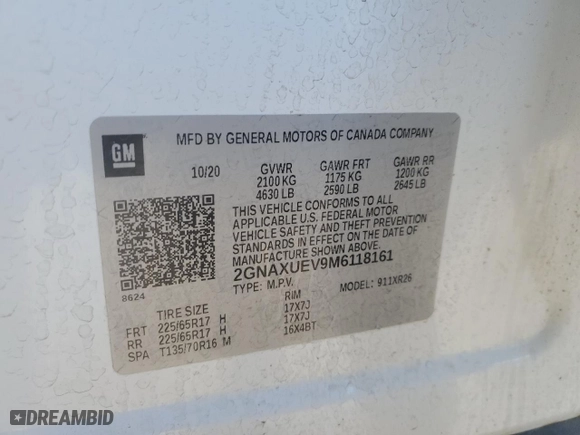 GM
MFD BY GENERAL MOTORS OF CANADA COMPANY
10/20 GVWR GAWR FRT GAWR RR
2100 KG 1175 KG 1200 KG
4630 LB 2590 LB 2645 LB
THIS VEHICLE CONFORMS TO ALL
APPLICABLE U.S. FEDERAL MOTOR
VEHICLE SAFETY AND THEFT PREVENTION
STANDARDS IN EFFECT ON THE DATE OF
MANUFACTURE SHOWN ABOVE.
2GNAXUEV9M6118161
TYPE: M.P.V. MODEL: 911XR26
8624
TIRE SIZE RIM
FRT 225/65R17 H 17X7J
RR 225/65R17 H 17X7J
SPA T135/70R16 M 16X4BT
DREAMBID